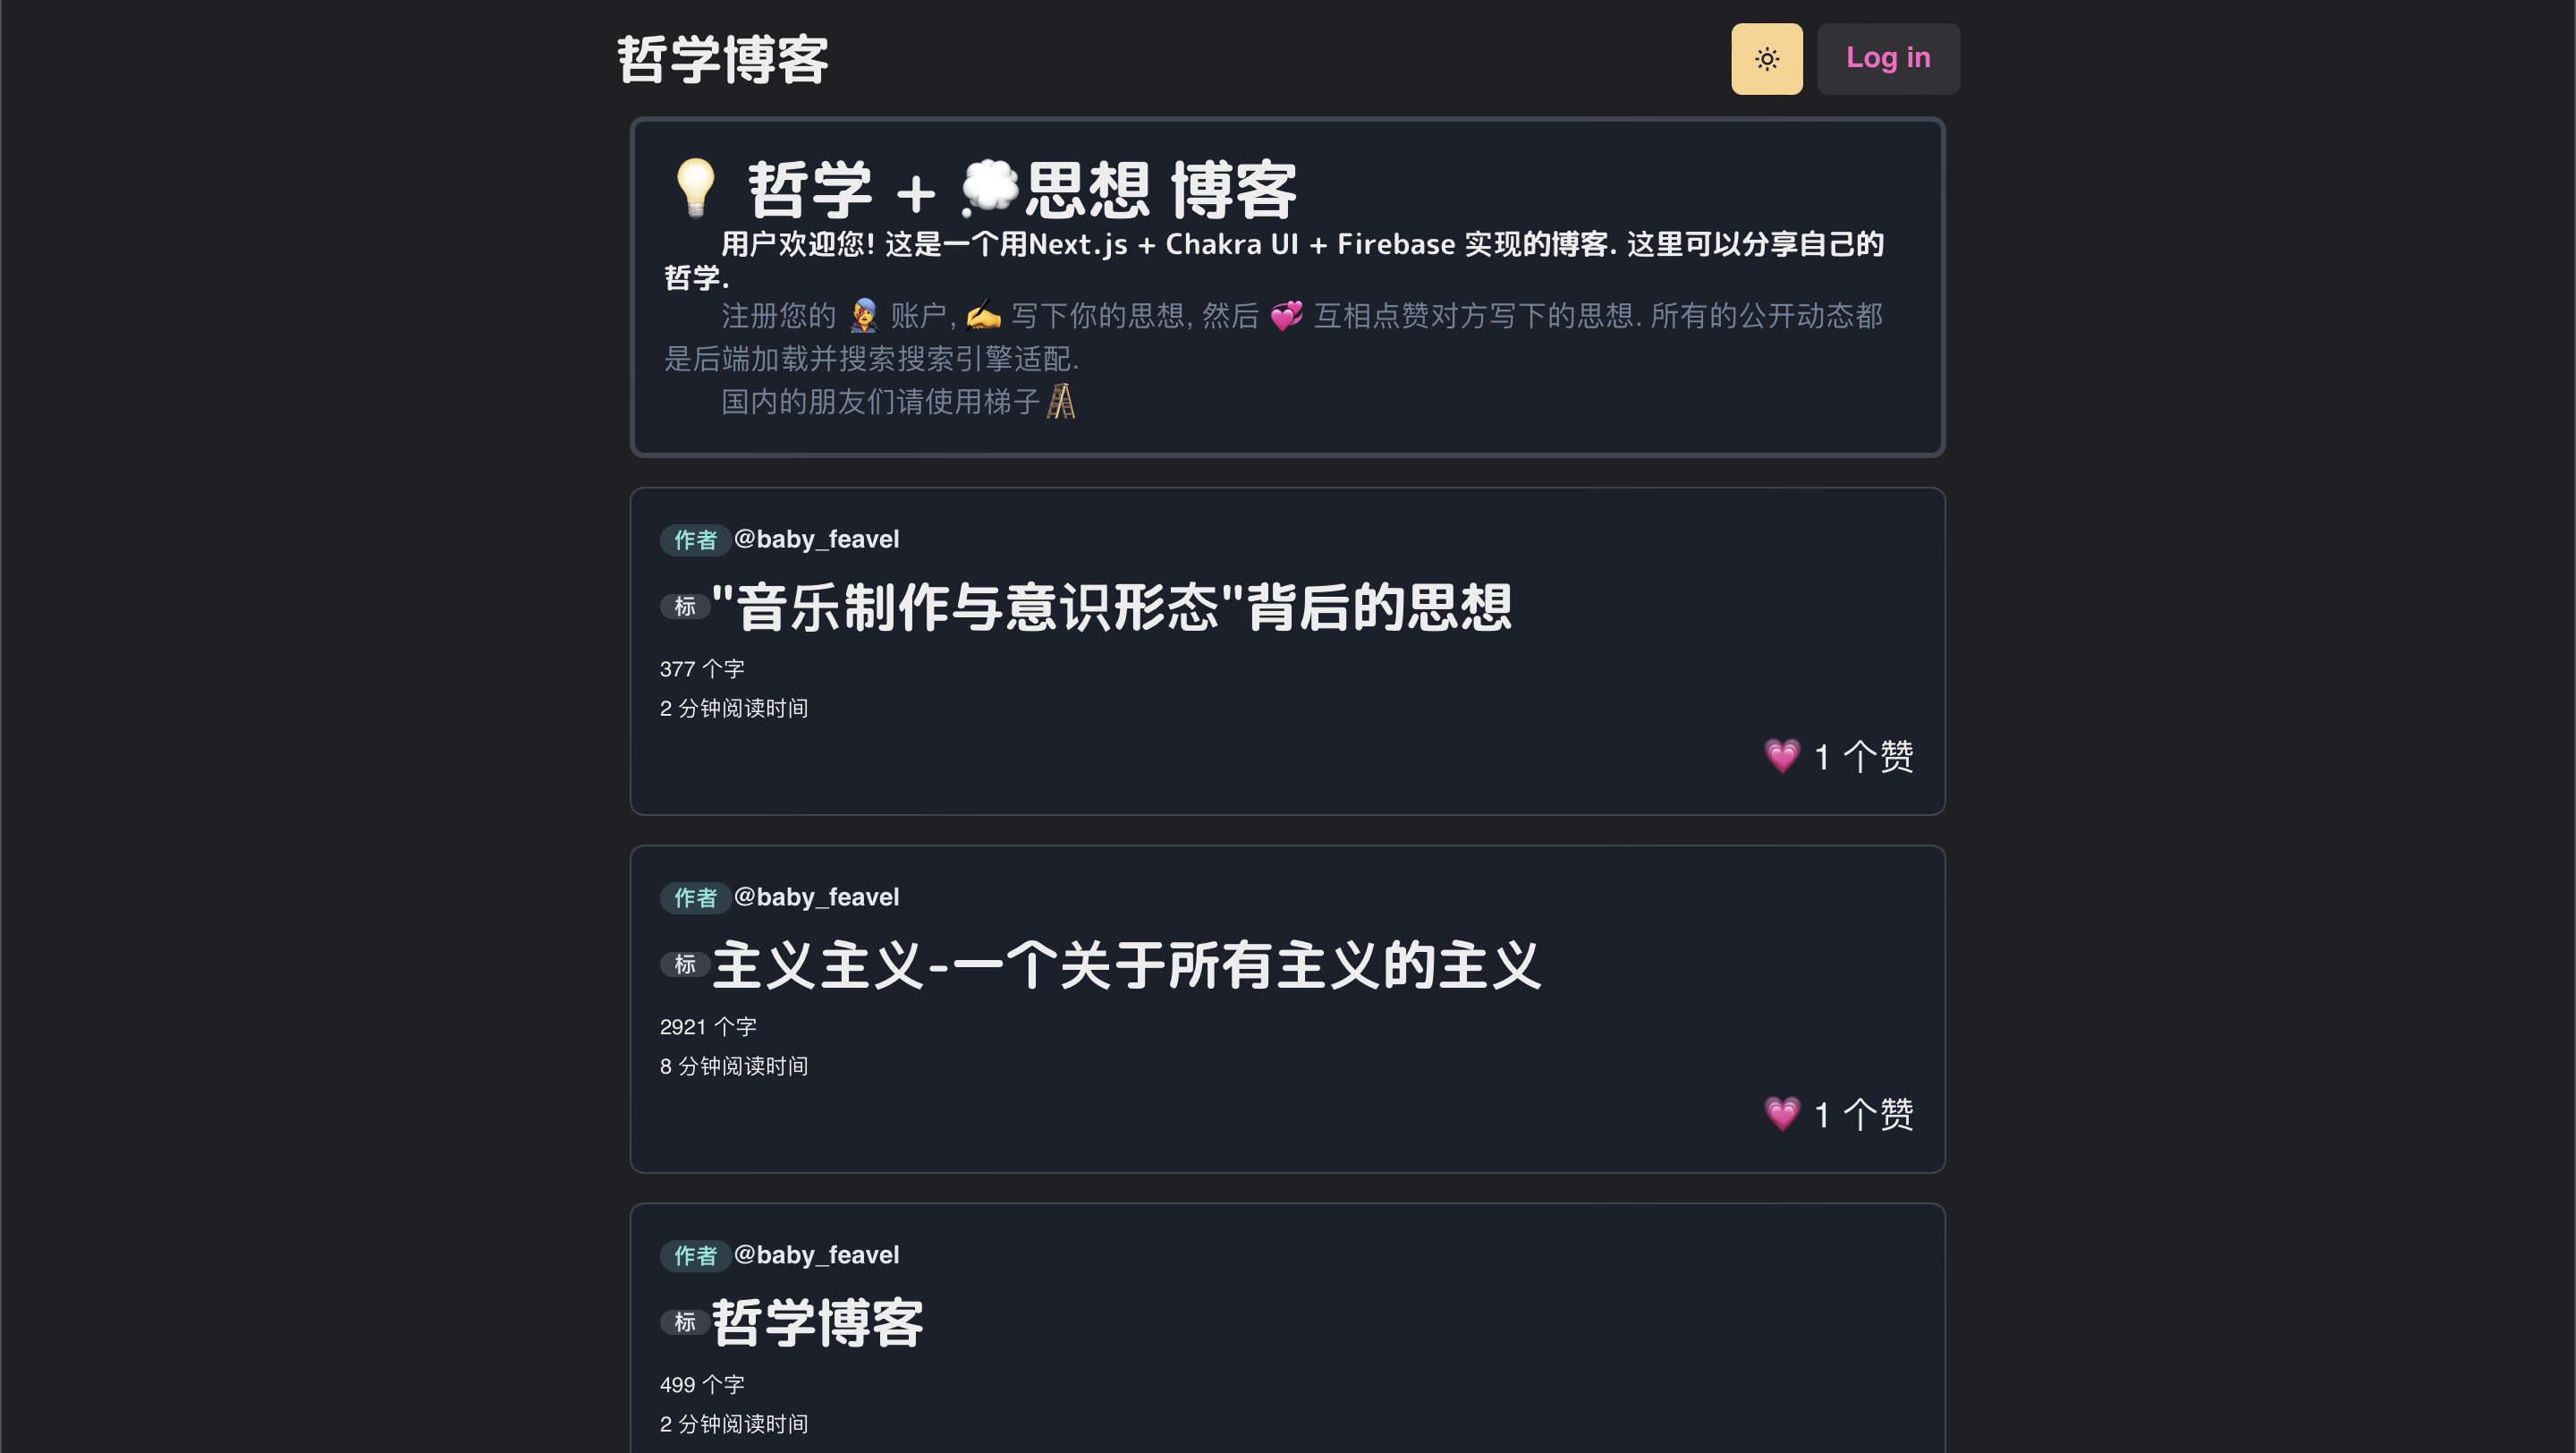 哲学博客
Log in
💡 哲学 + 💭思想 博客
用户欢迎您! 这是一个用Next.js + Chakra UI + Firebase 实现的博客. 这里可以分享自己的
哲学.
注册您的 👨‍🎤 账户, ✍️ 写下你的思想, 然后 💞 互相点赞对方写下的思想. 所有的公开动态都
是后端加载并搜索搜索引擎适配.
国内的朋友们请使用梯子🪜
作者 @baby_feavel
标 "音乐制作与意识形态"背后的思想
377 个字
2 分钟阅读时间
💗 1 个赞
作者 @baby_feavel
标 主义主义-一个关于所有主义的主义
2921 个字
8 分钟阅读时间
💗 1 个赞
作者 @baby_feavel
标 哲学博客
499 个字
2 分钟阅读时间